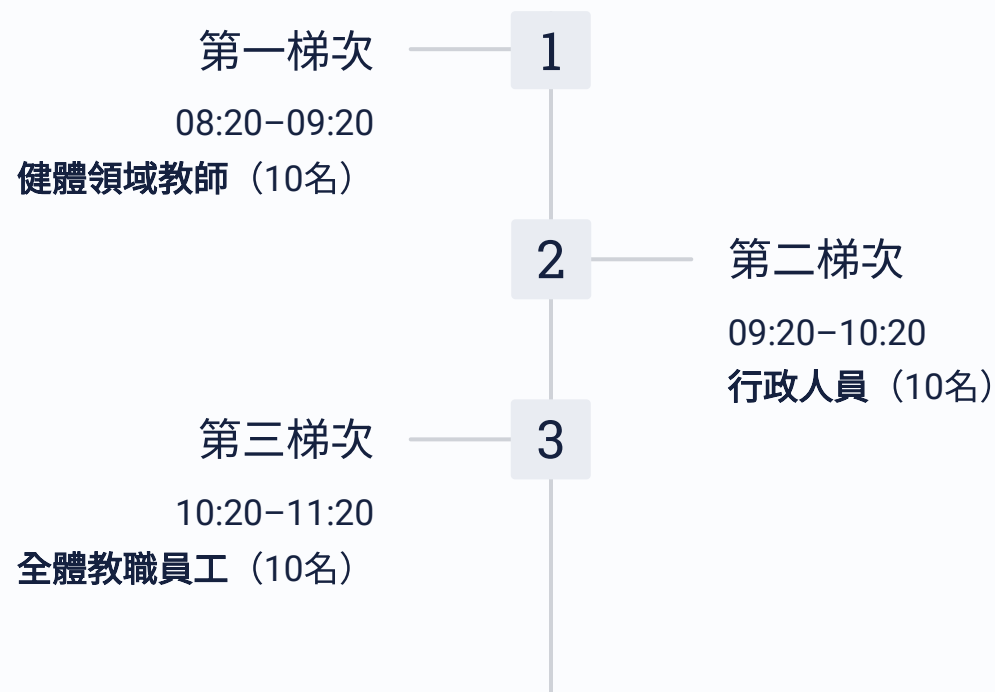 第一梯次
1
08:20–09:20
健體領域教師（10名）
2
第二梯次
09:20–10:20
行政人員（10名）
第三梯次
3
10:20–11:20
全體教職員工（10名）